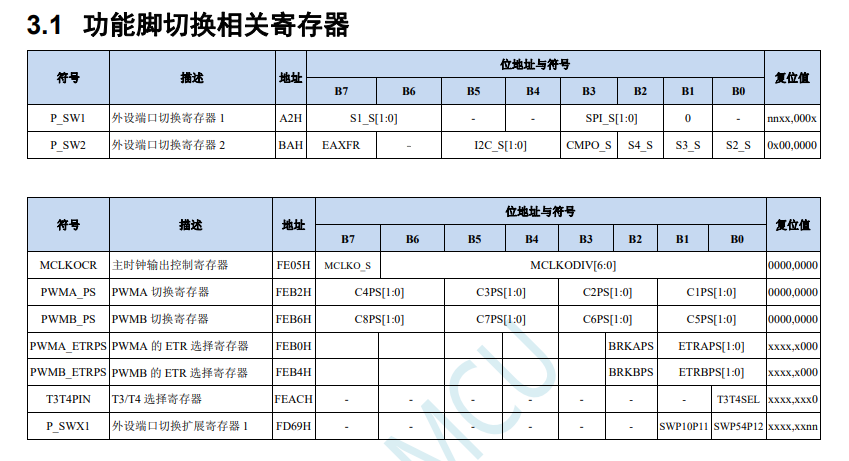 3.1 功能脚切换相关寄存器
符号 描述 地址 位地址与符号 复位值
B7 B6 B5 B4 B3 B2 B1 B0
P_SW1 外设端口切换寄存器 1 A2H S1_S[1:0] - - SPI_S[1:0] 0 - nnxx,000x
P_SW2 外设端口切换寄存器 2 BAH EAXFR - I2C_S[1:0] CMPO_S S4_S S3_S S2_S 0x00,0000
符号 描述 地址 位地址与符号 复位值
B7 B6 B5 B4 B3 B2 B1 B0
MCLKOCR 主时钟输出控制寄存器 FE05H MCLKO_S MCLKODIV[6:0] 0000,0000
PWMA_PS PWMA 切换寄存器 FEB2H C4PS[1:0] C3PS[1:0] C2PS[1:0] C1PS[1:0] 0000,0000
PWMB_PS PWMB 切换寄存器 FEB6H C8PS[1:0] C7PS[1:0] C6PS[1:0] C5PS[1:0] 0000,0000
PWMA_ETRPS PWMA 的 ETR 选择寄存器 FEB0H BRKAPS ETRAPS[1:0] xxxx,x000
PWMB_ETRPS PWMB 的 ETR 选择寄存器 FEB4H BRKBPS ETRBPS[1:0] xxxx,x000
T3T4PIN T3/T4 选择寄存器 FEACH - - - - - - - T3T4SEL xxxx,xxx0
P_SWX1 外设端口切换扩展寄存器 1 FD69H - - - - - - SWP10P11 SWP54P12 xxxx,xxnn
MCU